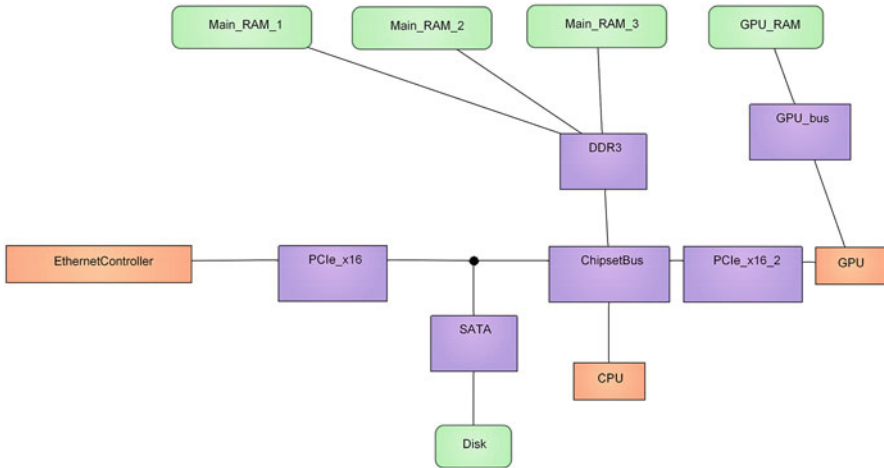 Main_RAM_1
Main_RAM_2
Main_RAM_3
GPU_RAM
GPU_bus
DDR3
EthernetController
PCIe_x16
ChipsetBus
PCIe_x16_2
GPU
SATA
CPU
Disk